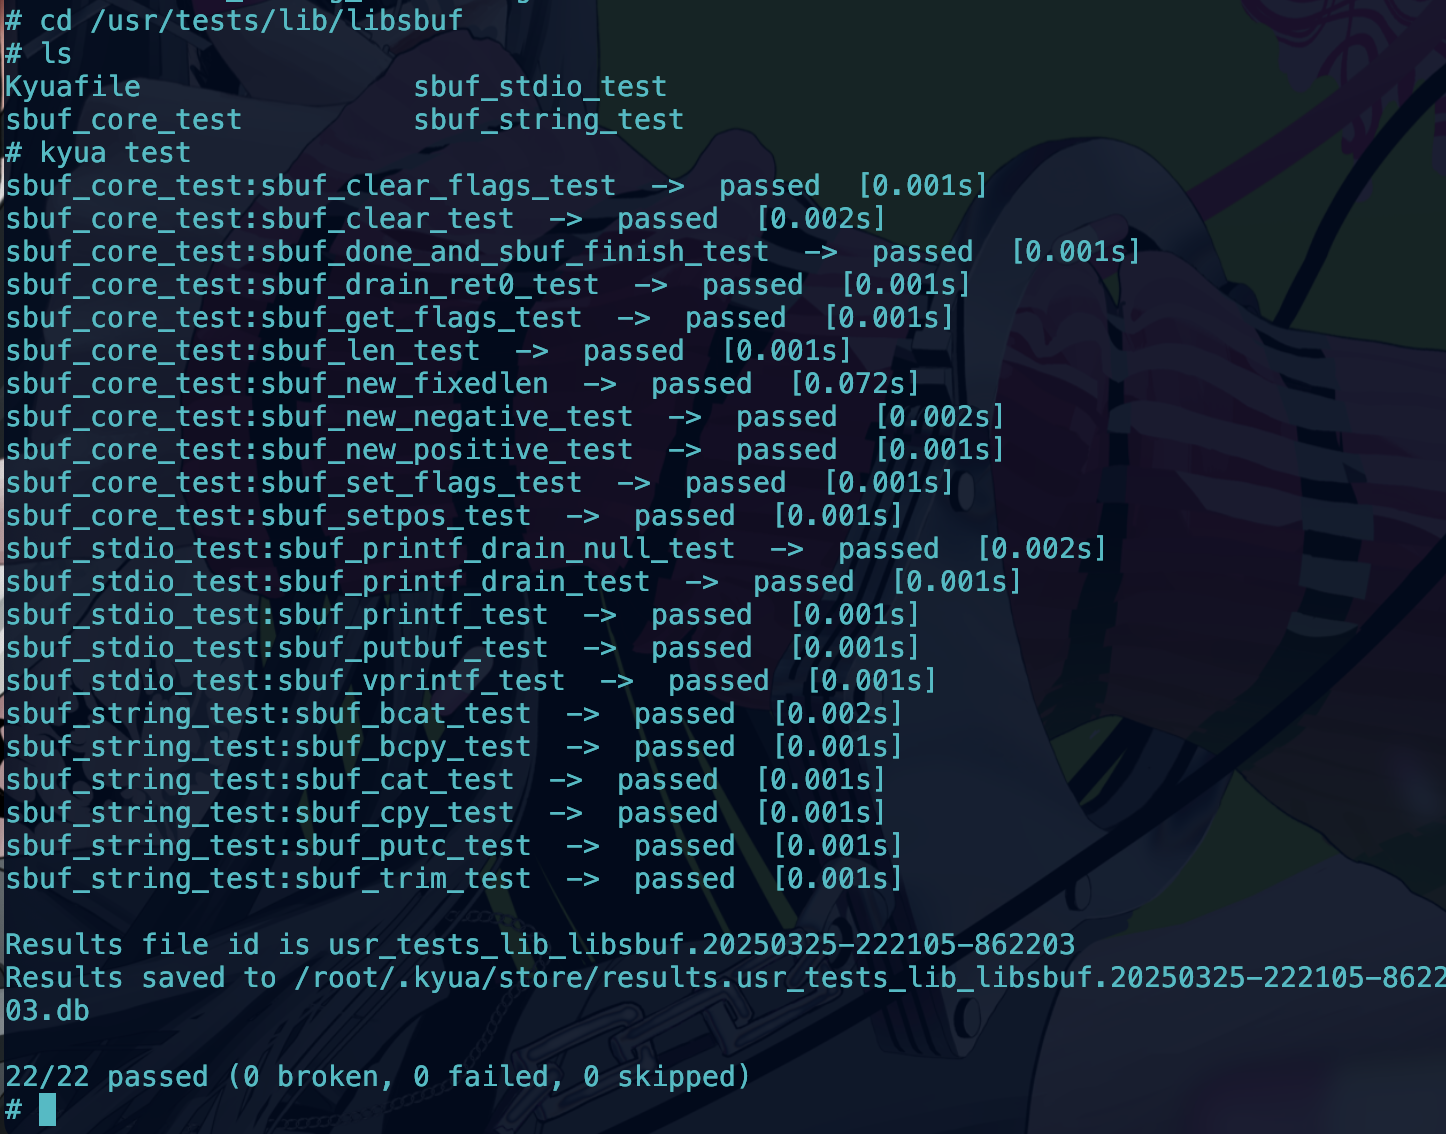 # cd /usr/tests/lib/libsbuf
# ls
Kyuafile                sbuf_stdio_test
sbuf_core_test          sbuf_string_test
# kyua test
sbuf_core_test:sbuf_clear_flags_test  ->  passed  [0.001s]
sbuf_core_test:sbuf_clear_test  ->  passed  [0.002s]
sbuf_core_test:sbuf_done_and_sbuf_finish_test  ->  passed  [0.001s]
sbuf_core_test:sbuf_drain_ret0_test  ->  passed  [0.001s]
sbuf_core_test:sbuf_get_flags_test  ->  passed  [0.001s]
sbuf_core_test:sbuf_len_test  ->  passed  [0.001s]
sbuf_core_test:sbuf_new_fixedlen  ->  passed  [0.072s]
sbuf_core_test:sbuf_new_negative_test  ->  passed  [0.002s]
sbuf_core_test:sbuf_new_positive_test  ->  passed  [0.001s]
sbuf_core_test:sbuf_set_flags_test  ->  passed  [0.001s]
sbuf_core_test:sbuf_setpos_test  ->  passed  [0.001s]
sbuf_stdio_test:sbuf_printf_drain_null_test  ->  passed  [0.002s]
sbuf_stdio_test:sbuf_printf_drain_test  ->  passed  [0.001s]
sbuf_stdio_test:sbuf_printf_test  ->  passed  [0.001s]
sbuf_stdio_test:sbuf_putbuf_test  ->  passed  [0.001s]
sbuf_stdio_test:sbuf_vprintf_test  ->  passed  [0.001s]
sbuf_string_test:sbuf_bcat_test  ->  passed  [0.002s]
sbuf_string_test:sbuf_bcpy_test  ->  passed  [0.001s]
sbuf_string_test:sbuf_cat_test  ->  passed  [0.001s]
sbuf_string_test:sbuf_cpy_test  ->  passed  [0.001s]
sbuf_string_test:sbuf_putc_test  ->  passed  [0.001s]
sbuf_string_test:sbuf_trim_test  ->  passed  [0.001s]
Results file id is usr_tests_lib_libsbuf.20250325-222105-862203
Results saved to /root/.kyua/store/results.usr_tests_lib_libsbuf.20250325-222105-8622
03.db
22/22 passed (0 broken, 0 failed, 0 skipped)
#